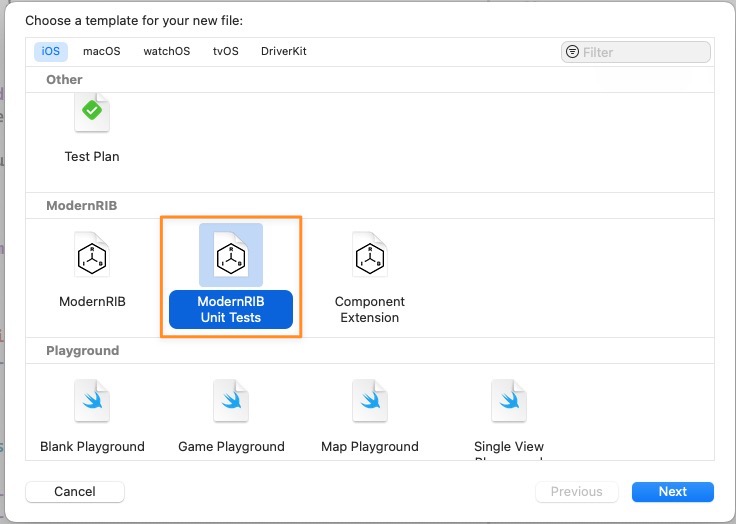 Choose a template for your new file:
iOS macOS watchOS tvOS DriverKit Filter
Other
Test Plan
ModernRIB
R I B R I B R I B
ModernRIB ModernRIB Component
Unit Tests Extension
Playground
Blank Playground Game Playground Map Playground Single View
Cancel Previous Next